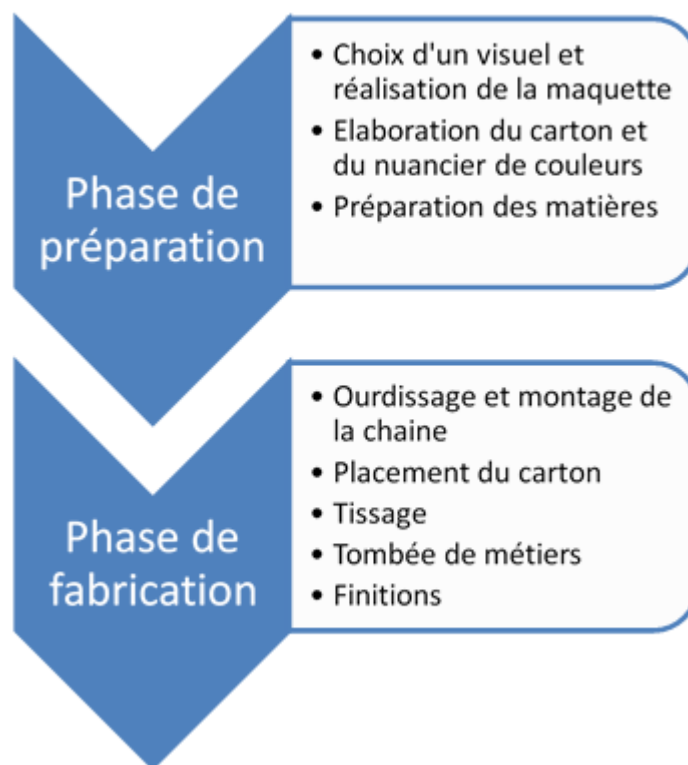 Phase de
préparation
• Choix d'un visuel et
réalisation de la maquette
• Elaboration du carton et
du nuancier de couleurs
• Préparation des matières
Phase de
fabrication
• Ourdissage et montage de
la chaine
• Placement du carton
• Tissage
• Tombée de métiers
• Finitions